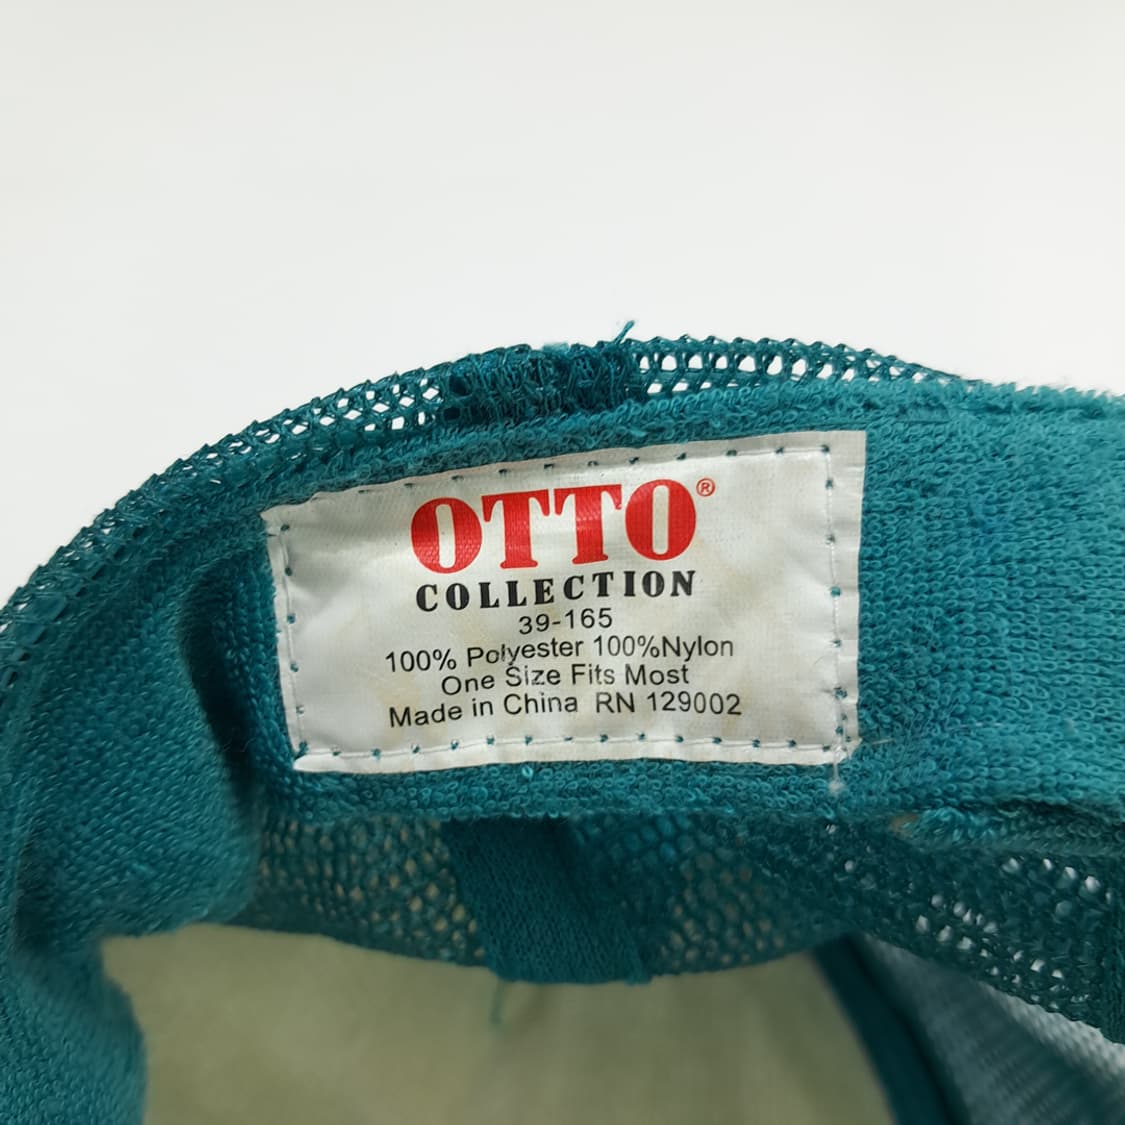 OTTO®
COLLECTION
39-165
100% Polyester 100%Nylon
One Size Fits Most
Made in China RN 129002